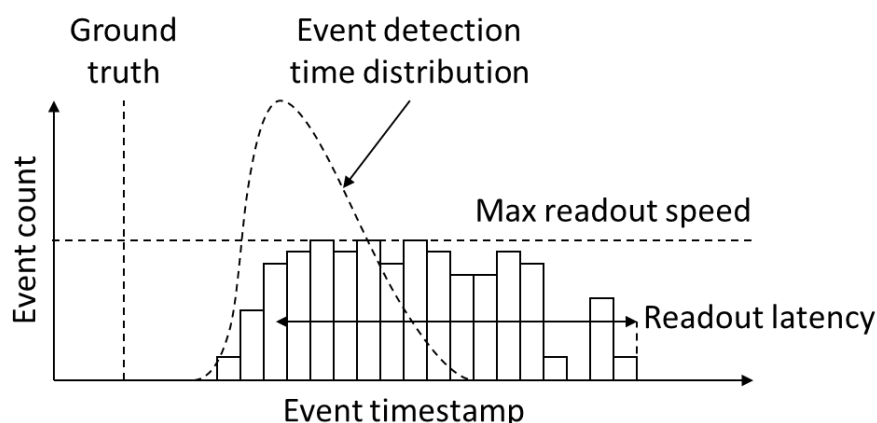 Ground
truth
Event detection
time distribution
Event count
Max readout speed
Readout latency
Event timestamp